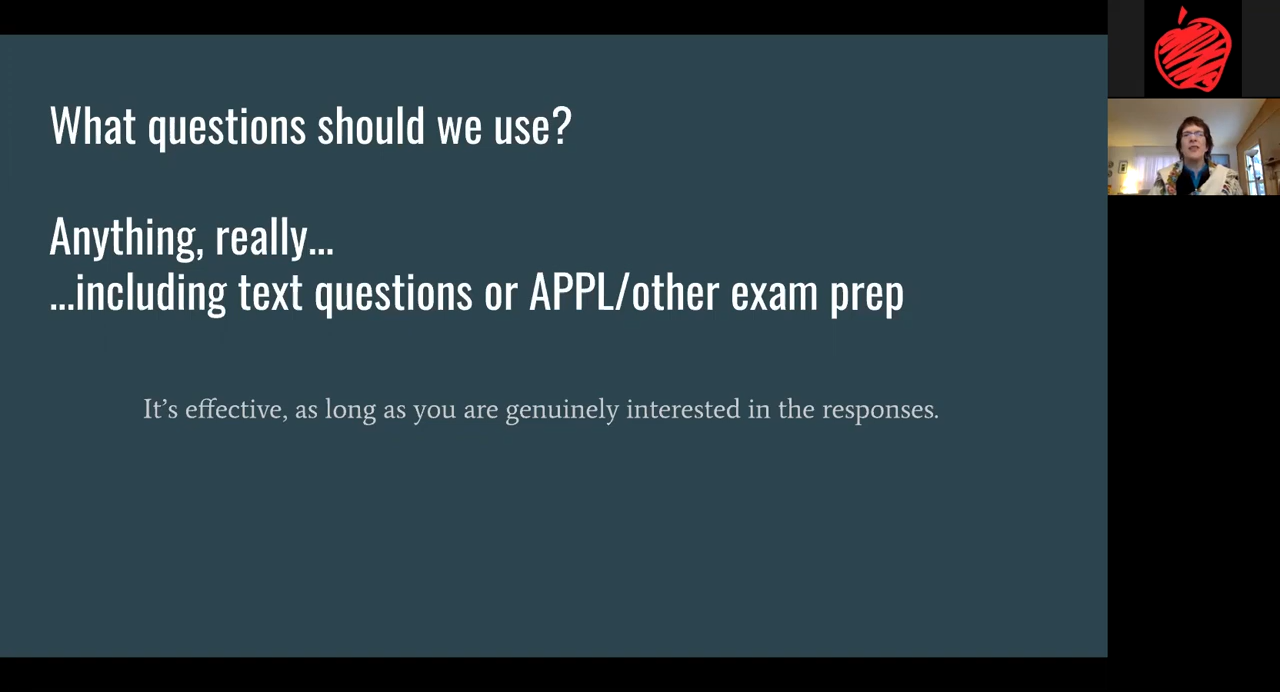 What questions should we use?
Anything, really...
...including text questions or APPL/other exam prep
It’s effective, as long as you are genuinely interested in the responses.